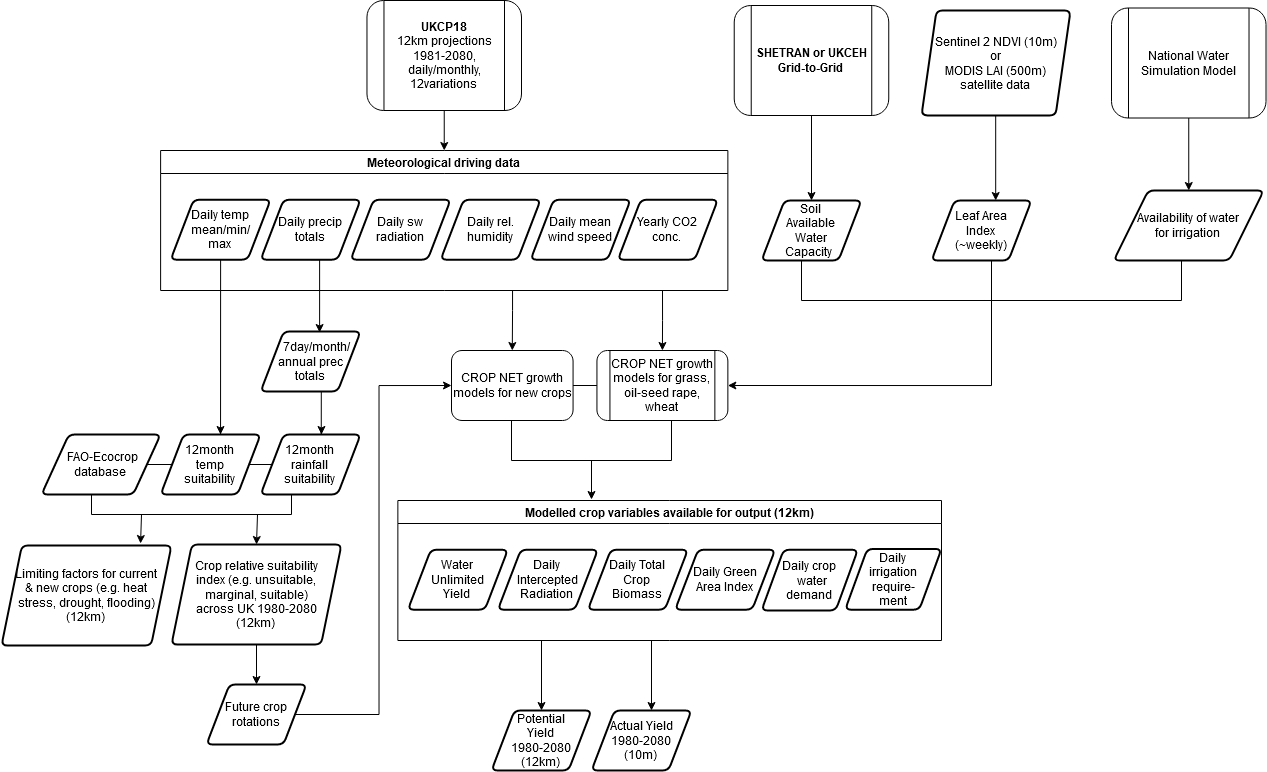 UKCP18
12km projections
1981-2080,
daily/monthly,
12variations
SHETRAN or UKCEH
Grid-to-Grid
Sentinel 2 NDVI (10m)
or
MODIS LAI (500m)
satellite data
National Water
Simulation Model
Meteorological driving data
Daily temp
mean/min/
max
Daily precip
totals
Daily sw
radiation
Daily rel.
humidity
Daily mean
wind speed
Yearly CO2
conc.
Soil
Available
Water
Capacity
Leaf Area
Index
(~weekly)
Availability of water
for irrigation
7day/month/
annual prec
totals
CROP NET growth
models for new crops
CROP NET growth
models for grass,
oil-seed rape,
wheat
FAO-Ecocrop
database
12month
temp
suitability
12month
rainfall
suitability
Limiting factors for current
& new crops (e.g. heat
stress, drought, flooding)
(12km)
Crop relative suitability
index (e.g. unsuitable,
marginal, suitable)
across UK 1980-2080
(12km)
Modelled crop variables available for output (12km)
Water
Unlimited
Yield
Daily
Intercepted
Radiation
Daily Total
Crop
Biomass
Daily Green
Area Index
Daily crop
water
demand
Daily
irrigation
require-
ment
Future crop
rotations
Potential
Yield
1980-2080
(12km)
Actual Yield
1980-2080
(10m)